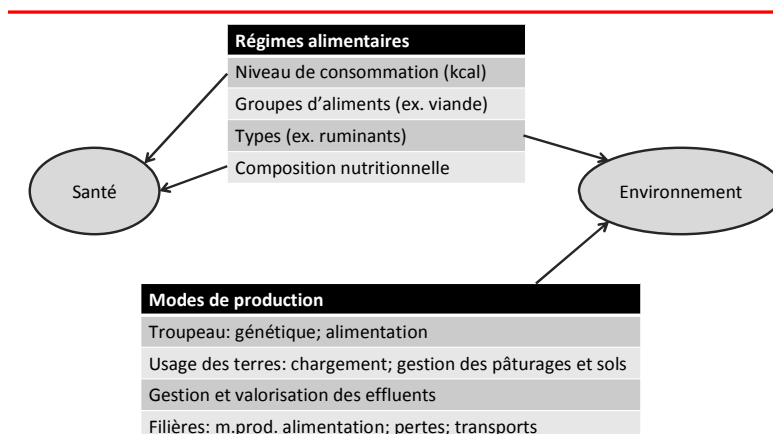 Régimes alimentaires
Niveau de consommation (kcal)
Groupes d’aliments (ex. viande)
Types (ex. ruminants)
Composition nutritionnelle
Santé
Environnement
Modes de production
Troupeau: génétique; alimentation
Usage des terres: chargement; gestion des pâturages et sols
Gestion et valorisation des effluents
Filières: m.prod. alimentation; pertes; transports